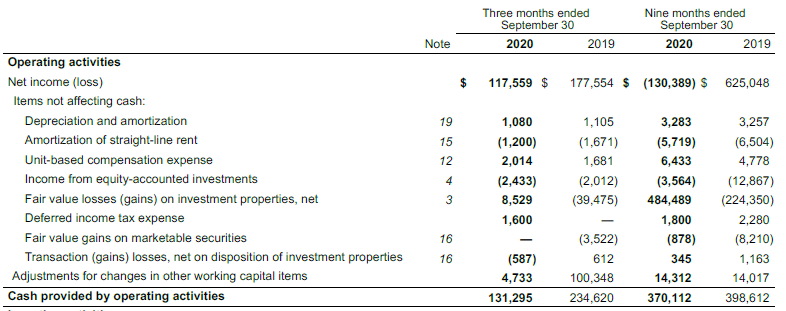 Three months ended Nine months ended
September 30 September 30
Note 2020 2019 2020 2019
Operating activities
Net income (loss) $ 117,559 $ 177,554 $ (130,389) $ 625,048
Items not affecting cash:
Depreciation and amortization 19 1,080 1,105 3,283 3,257
Amortization of straight-line rent 15 (1,200) (1,671) (5,719) (6,504)
Unit-based compensation expense 12 2,014 1,681 6,433 4,778
Income from equity-accounted investments 4 (2,433) (2,012) (3,564) (12,867)
Fair value losses (gains) on investment properties, net 3 8,529 (39,475) 484,489 (224,350)
Deferred income tax expense 1,600 — 1,800 2,280
Fair value gains on marketable securities 16 — (3,522) (878) (8,210)
Transaction (gains) losses, net on disposition of investment properties 16 (587) 612 345 1,163
Adjustments for changes in other working capital items 4,733 100,348 14,312 14,017
Cash provided by operating activities 131,295 234,620 370,112 398,612